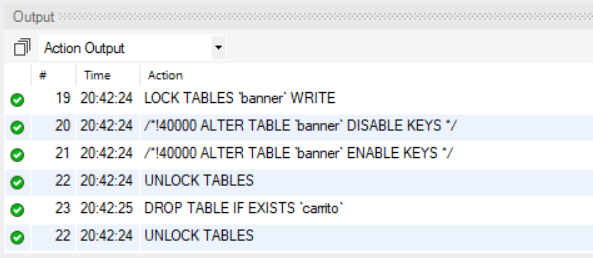 Output
Action Output
# Time Action
19 20:42:24 LOCK TABLES `banner` WRITE
20 20:42:24 /*!40000 ALTER TABLE `banner` DISABLE KEYS */
21 20:42:24 /*!40000 ALTER TABLE `banner` ENABLE KEYS */
22 20:42:24 UNLOCK TABLES
23 20:42:25 DROP TABLE IF EXISTS `carrito`
22 20:42:24 UNLOCK TABLES